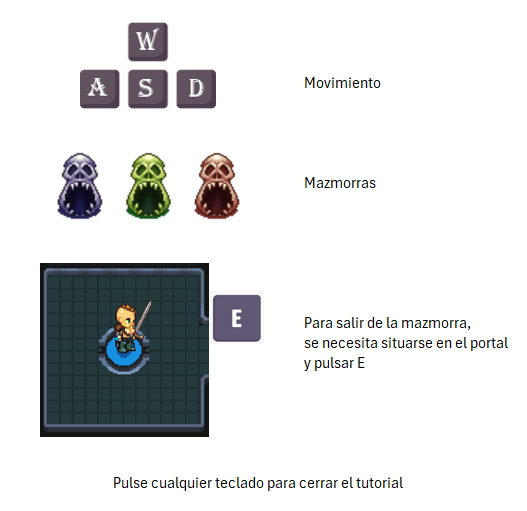 W
A S D
Movimiento
Mazmorras
E
Para salir de la mazmorra,
se necesita situarse en el portal
y pulsar E
Pulse cualquier teclado para cerrar el tutorial